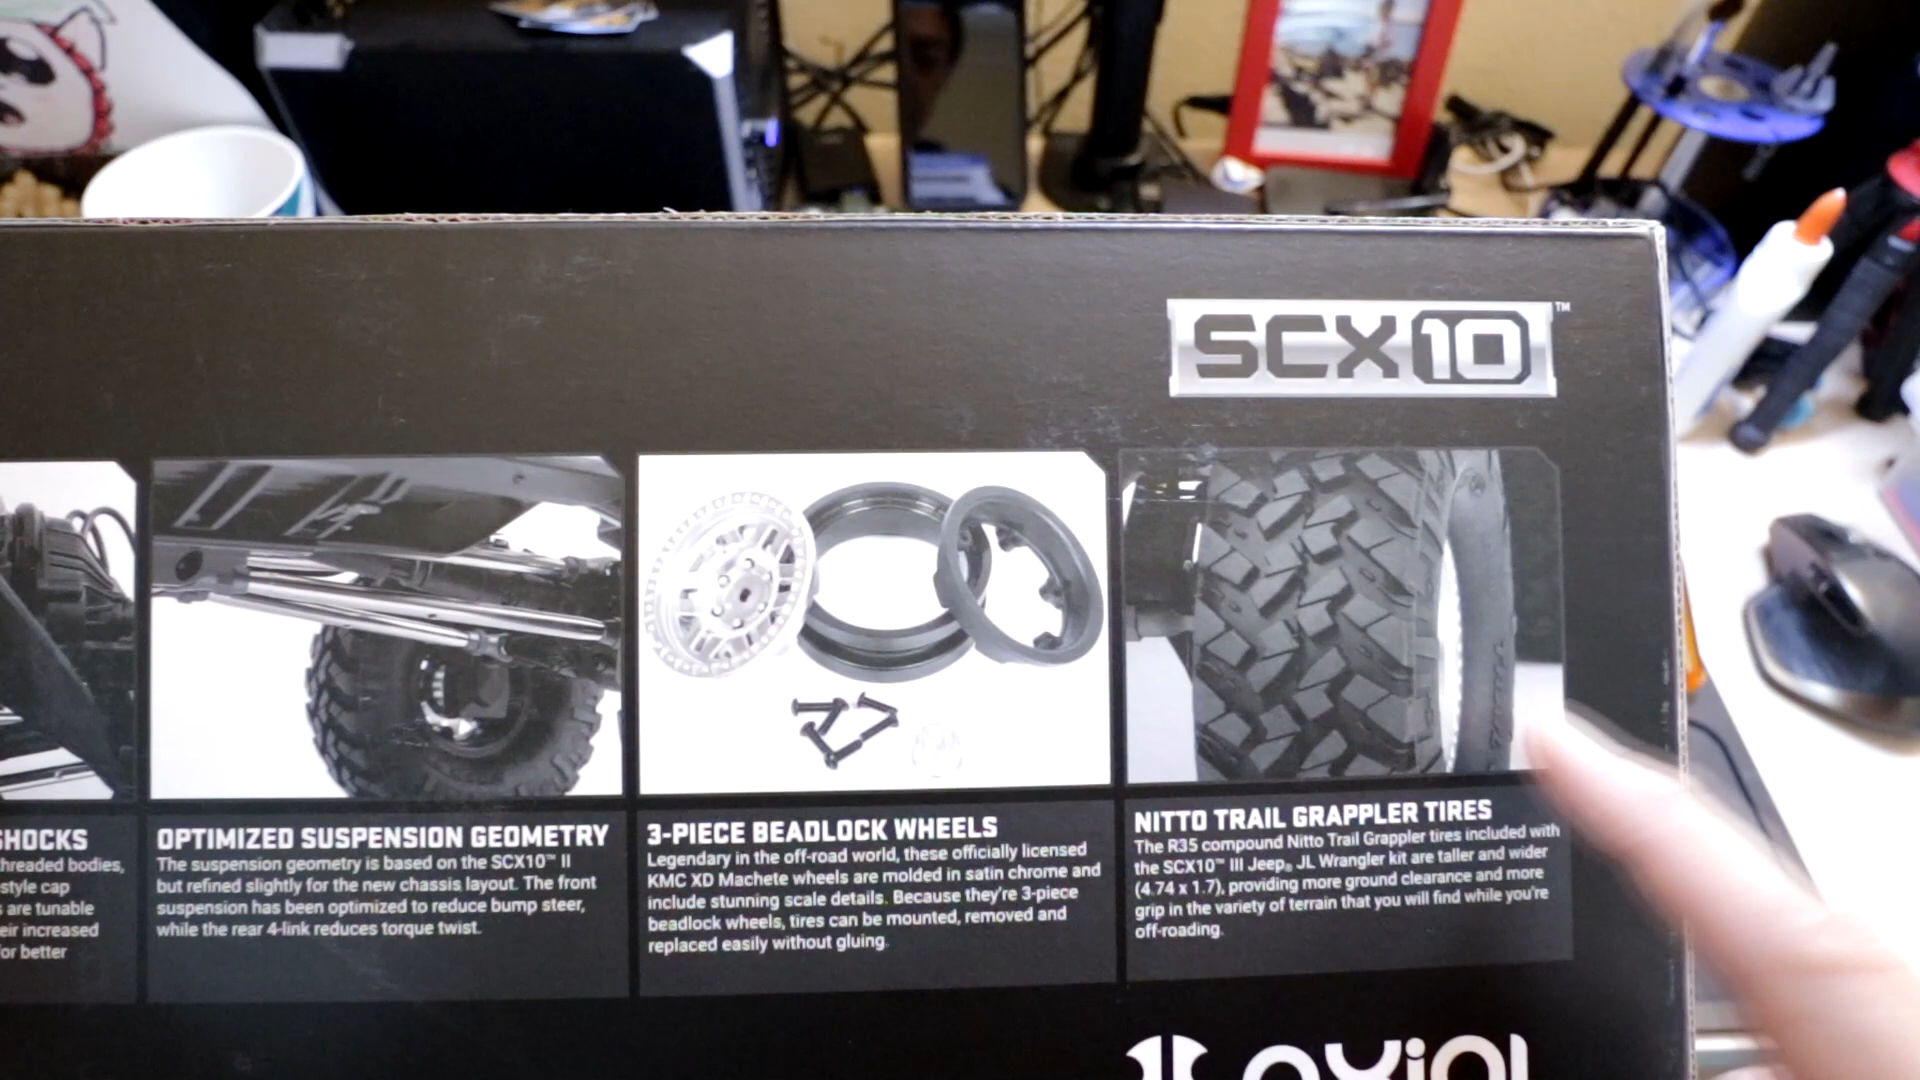 SCX10™
SHOCKS
threaded bodies,
style cap
are tunable
increased
for better
OPTIMIZED SUSPENSION GEOMETRY
The suspension geometry is based on the SCX10™ II
but refined slightly for the new chassis layout. The front
suspension has been optimized to reduce bump steer,
while the rear 4-link reduces torque twist.
3-PIECE BEADLOCK WHEELS
Legendary in the off-road world, these officially licensed
KMC XD Machete wheels are molded in satin chrome and
include stunning scale details. Because they're 3-piece
beadlock wheels, tires can be mounted, removed and
replaced easily without gluing.
NITTO TRAIL GRAPPLER TIRES
The R35 compound Nitto Trail Grappler tires included with
the SCX10™ III Jeep® JL Wrangler kit are taller and wider
(4.74 x 1.7), providing more ground clearance and more
grip in the variety of terrain that you will find while you're
off-roading.
axial